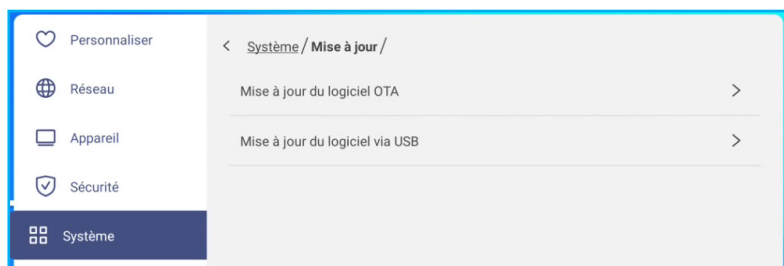 Personnaliser
Réseau
Appareil
Sécurité
Système
Système / Mise à jour /
Mise à jour du logiciel OTA
Mise à jour du logiciel via USB